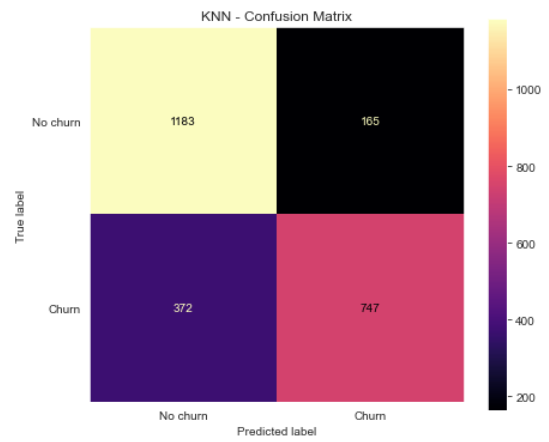 KNN - Confusion Matrix
No churn
1183
165
Churn
372
747
No churn
Churn
Predicted label
True label
1000
800
600
400
200